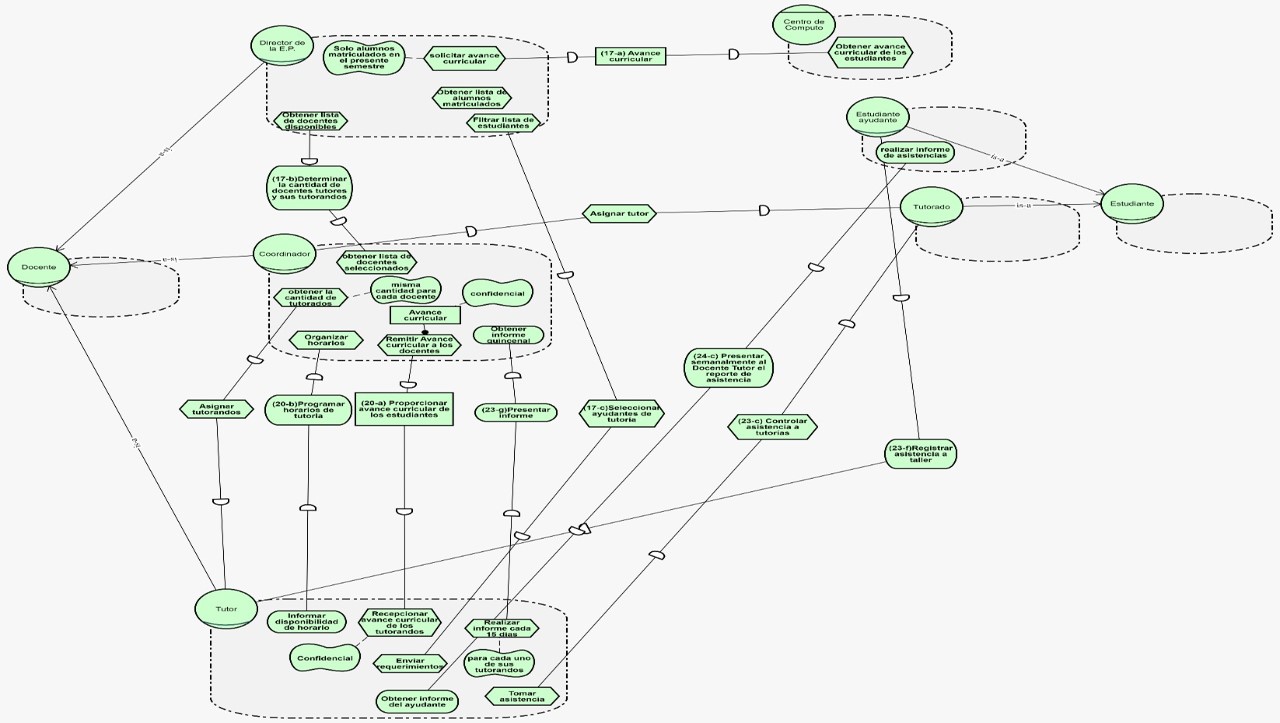 Director de
la E.P.
Solo alumnos
matriculados en
el presente
semestre
solicitar avance
curricular
(17-a) Avance
curricular
Centro de
Computo
Obtener avance
curricular de los
estudiantes
Obtener lista de
alumnos
matriculados
Obtener lista
de docentes
disponibles
Filtrar lista de
estudiantes
Estudiante
ayudante
realizar informe
de asistencias
is-a
is-a
(17-b)Determinar
la cantidad de
docentes tutores
y sus tutorandos
Asignar tutor
Tutorado
is-a
Estudiante
Docente
is-a
Coordinador
obtener lista de
docentes
seleccionados
obtener la
cantidad de
tutorados
misma
cantidad para
cada docente
confidencial
Avance
curricular
Organizar
horarios
Remitir Avance
curricular a los
docentes
Obtener
informe
quincenal
(24-c) Presentar
semanalmente al
Docente Tutor el
reporte de
asistencia
Asignar
tutorandos
(20-b)Programar
horarios de
tutoria
(20-a) Proporcionar
avance curricular de
los estudiantes
(23-g)Presentar
informe
(17-c)Seleccionar
ayudantes de
tutoria
(23-c) Controlar
asistencia a
tutorias
(23-f)Registrar
asistencia a
taller
is-a
Tutor
Informar
disponibilidad
de horario
Recepcionar
avance curricular
de los
tutorandos
Realizar
informe cada
15 dias
Confidencial
Enviar
requerimientos
para cada uno
de sus
tutorandos
Obtener informe
del ayudante
Tomar
asistencia